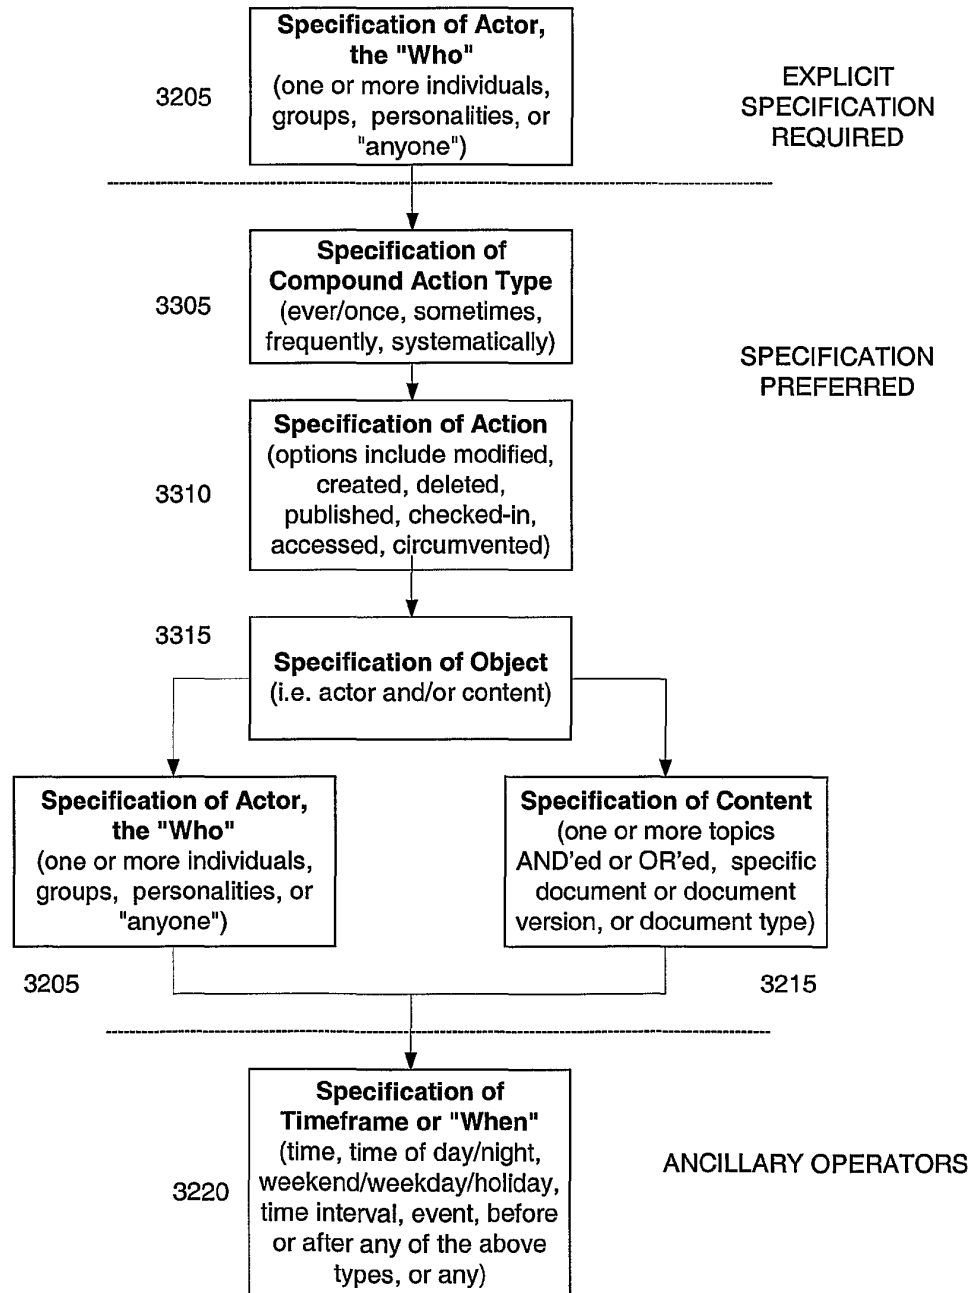 Specification of Actor,
the "Who"
(one or more individuals,
groups, personalities, or
"anyone")
3205
EXPLICIT
SPECIFICATION
REQUIRED
Specification of
Compound Action Type
(ever/once, sometimes,
frequently, systematically)
3305
SPECIFICATION
PREFERRED
Specification of Action
(options include modified,
created, deleted,
published, checked-in,
accessed, circumvented)
3310
3315
Specification of Object
(i.e. actor and/or content)
Specification of Actor,
the "Who"
(one or more individuals,
groups, personalities, or
"anyone")
3205
Specification of Content
(one or more topics
AND'ed or OR'ed, specific
document or document
version, or document type)
3215
Specification of
Timeframe or "When"
(time, time of day/night,
weekend/weekday/holiday,
time interval, event, before
or after any of the above
types, or any)
3220
ANCILLARY OPERATORS